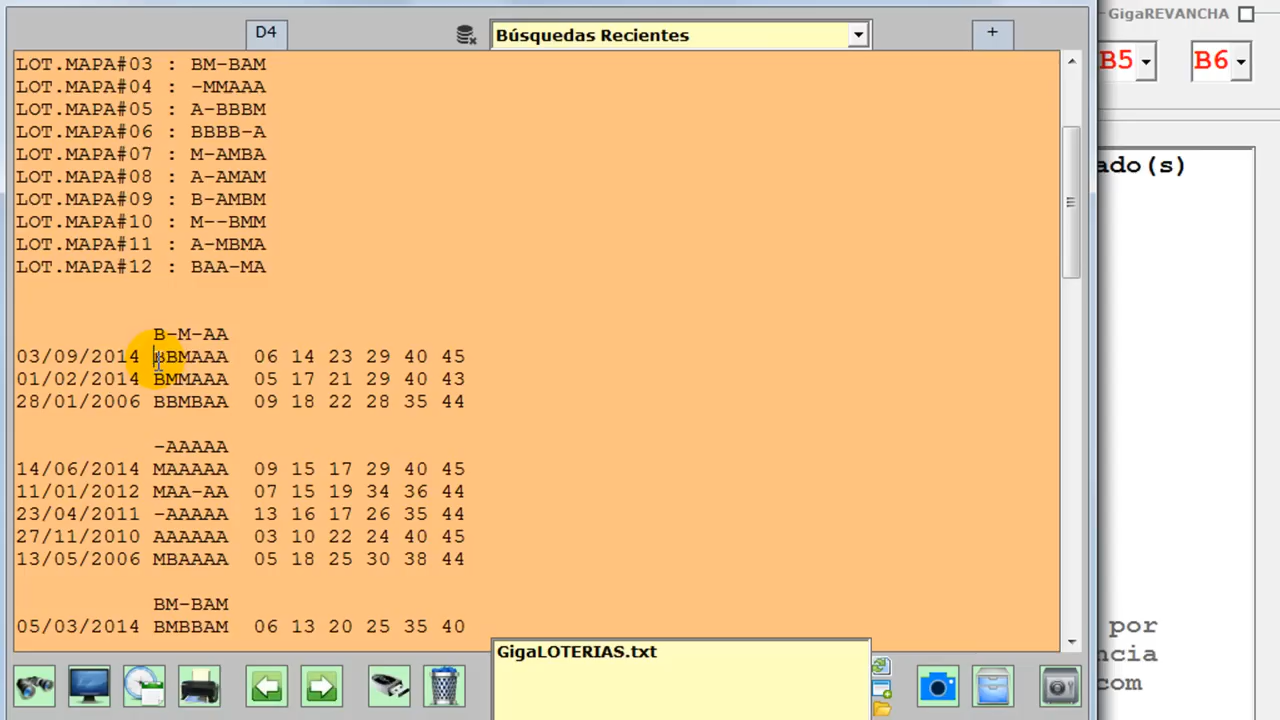 D4
Búsquedas Recientes
+
GigaREVANCHA
B5
B6
LOT.MAPA#03 : BM-BAM
LOT.MAPA#04 : -MMAAA
LOT.MAPA#05 : A-BBBM
LOT.MAPA#06 : BBBB-A
LOT.MAPA#07 : M-AMBA
LOT.MAPA#08 : A-AMAM
LOT.MAPA#09 : B-AMBM
LOT.MAPA#10 : M--BMM
LOT.MAPA#11 : A-MBMA
LOT.MAPA#12 : BAA-MA
B-M-AA
03/09/2014 BBMAAA 06 14 23 29 40 45
01/02/2014 BMMAAA 05 17 21 29 40 43
28/01/2006 BBMBAA 09 18 22 28 35 44
-AAAAA
14/06/2014 MAAAAA 09 15 17 29 40 45
11/01/2012 MAA-AA 07 15 19 34 36 44
23/04/2011 -AAAAA 13 16 17 26 35 44
27/11/2010 AAAAAA 03 10 22 24 40 45
13/05/2006 MBAAAA 05 18 25 30 38 44
BM-BAM
05/03/2014 BMBBAM 06 13 20 25 35 40
GigaLOTERIAS.txt
ado(s)
por
ncia
com